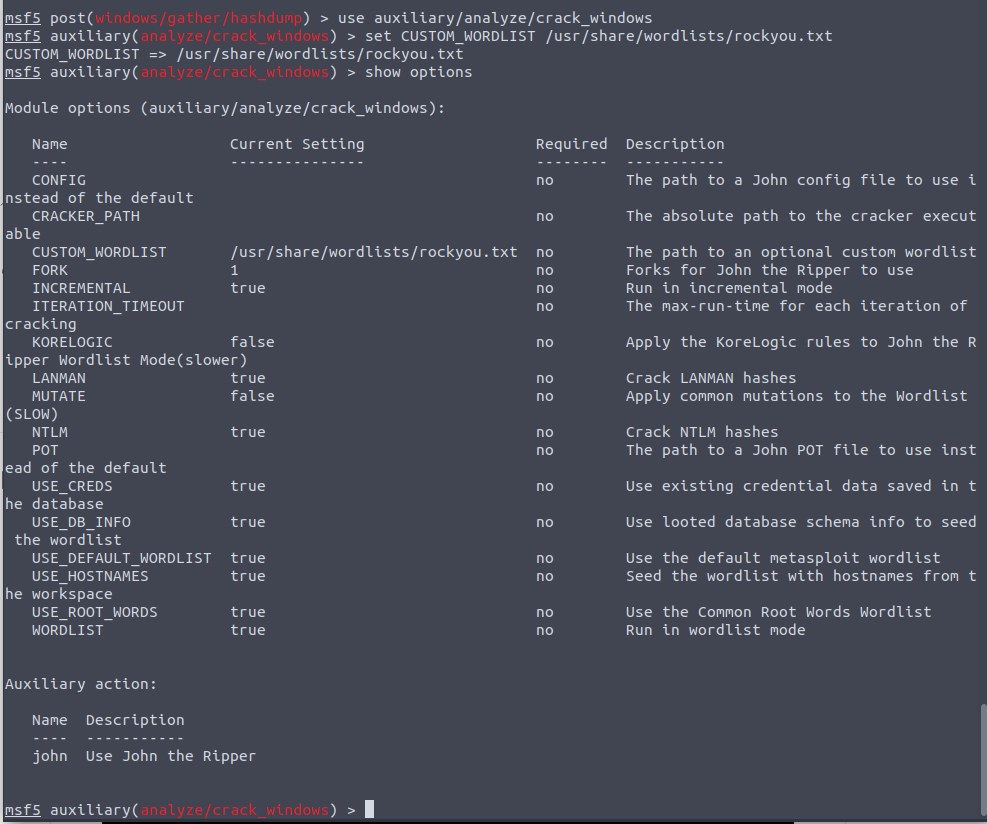 msf5 post(windows/gather/hashdump) > use auxiliary/analyze/crack_windows
msf5 auxiliary(analyze/crack_windows) > set CUSTOM_WORDLIST /usr/share/wordlists/rockyou.txt
CUSTOM_WORDLIST => /usr/share/wordlists/rockyou.txt
msf5 auxiliary(analyze/crack_windows) > show options
Module options (auxiliary/analyze/crack_windows):
Name Current Setting Required Description
---- --------------- -------- -----------
CONFIG no The path to a John config file to use i
nstead of the default
CRACKER_PATH no The absolute path to the cracker execut
able
CUSTOM_WORDLIST /usr/share/wordlists/rockyou.txt no The path to an optional custom wordlist
FORK 1 no Forks for John the Ripper to use
INCREMENTAL true no Run in incremental mode
ITERATION_TIMEOUT no The max-run-time for each iteration of
cracking
KORELOGIC false no Apply the KoreLogic rules to John the R
ipper Wordlist Mode(slower)
LANMAN true no Crack LANMAN hashes
MUTATE false no Apply common mutations to the Wordlist
(SLOW)
NTLM true no Crack NTLM hashes
POT no The path to a John POT file to use inst
ead of the default
USE_CREDS true no Use existing credential data saved in t
he database
USE_DB_INFO true no Use looted database schema info to seed
the wordlist
USE_DEFAULT_WORDLIST true no Use the default metasploit wordlist
USE_HOSTNAMES true no Seed the wordlist with hostnames from t
he workspace
USE_ROOT_WORDS true no Use the Common Root Words Wordlist
WORDLIST true no Run in wordlist mode
Auxiliary action:
Name Description
---- -----------
john Use John the Ripper
msf5 auxiliary(analyze/crack_windows) >